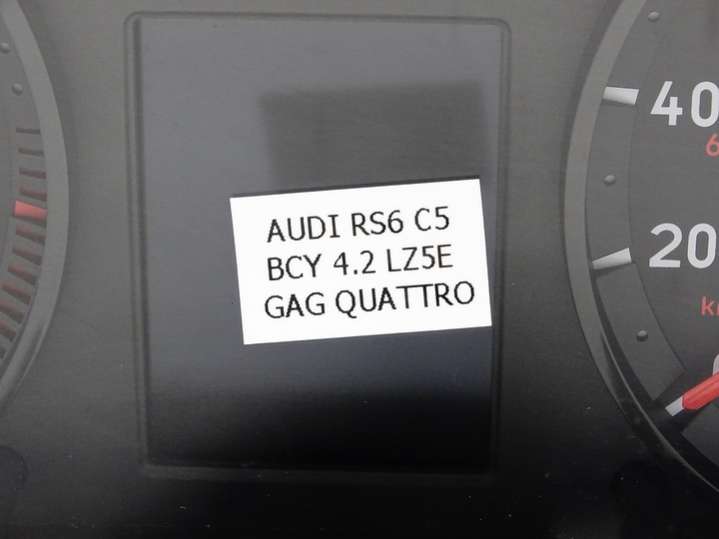 AUDI RS6 C5
BCY 4.2 LZ5E
GAG QUATTRO
40
20